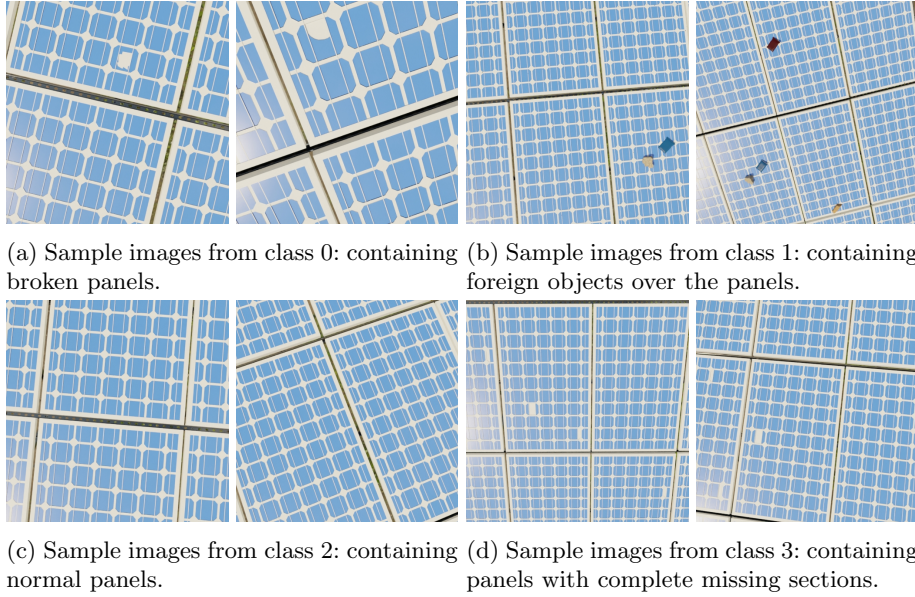 (a) Sample images from class 0: containing
broken panels.
(b) Sample images from class 1: containing
foreign objects over the panels.
(c) Sample images from class 2: containing
normal panels.
(d) Sample images from class 3: containing
panels with complete missing sections.